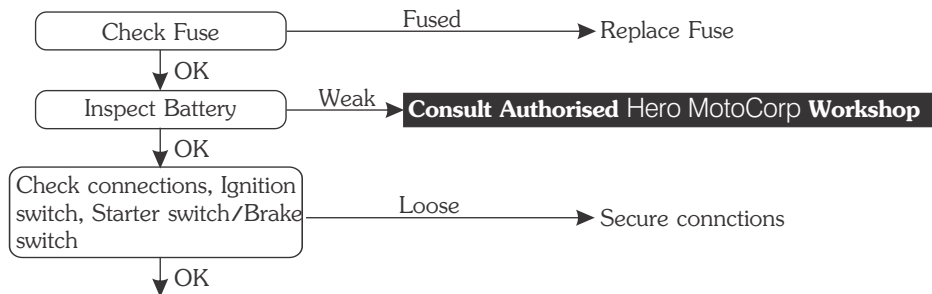 Check Fuse
Fused
Replace Fuse
OK
Inspect Battery
Weak
Consult Authorised Hero MotoCorp Workshop
OK
Check connections, Ignition
switch, Starter switch/Brake
switch
Loose
Secure connctions
OK